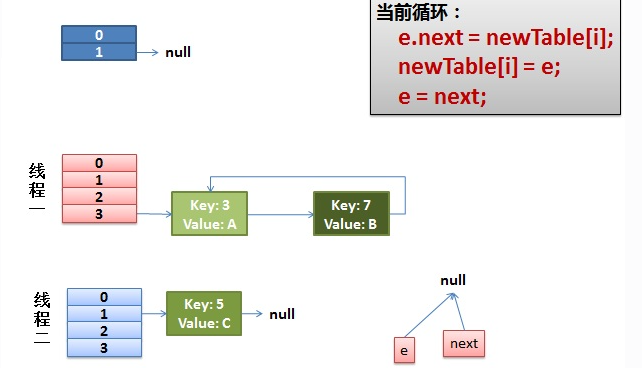 当前循环：
e.next = newTable[i];
newTable[i] = e;
e = next;
0
1
null
线程一
0
1
2
3
Key: 3
Value: A
Key: 7
Value: B
线程二
0
1
2
3
Key: 5
Value: C
null
null
e
next